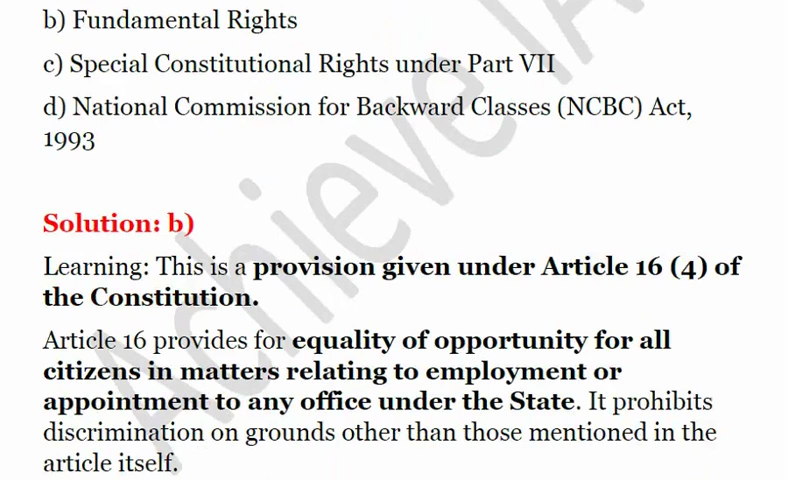 b) Fundamental Rights
c) Special Constitutional Rights under Part VII
d) National Commission for Backward Classes (NCBC) Act,
1993
Solution: b)
Learning: This is a provision given under Article 16 (4) of
the Constitution.
Article 16 provides for equality of opportunity for all
citizens in matters relating to employment or
appointment to any office under the State. It prohibits
discrimination on grounds other than those mentioned in the
article itself.
Achieve IA